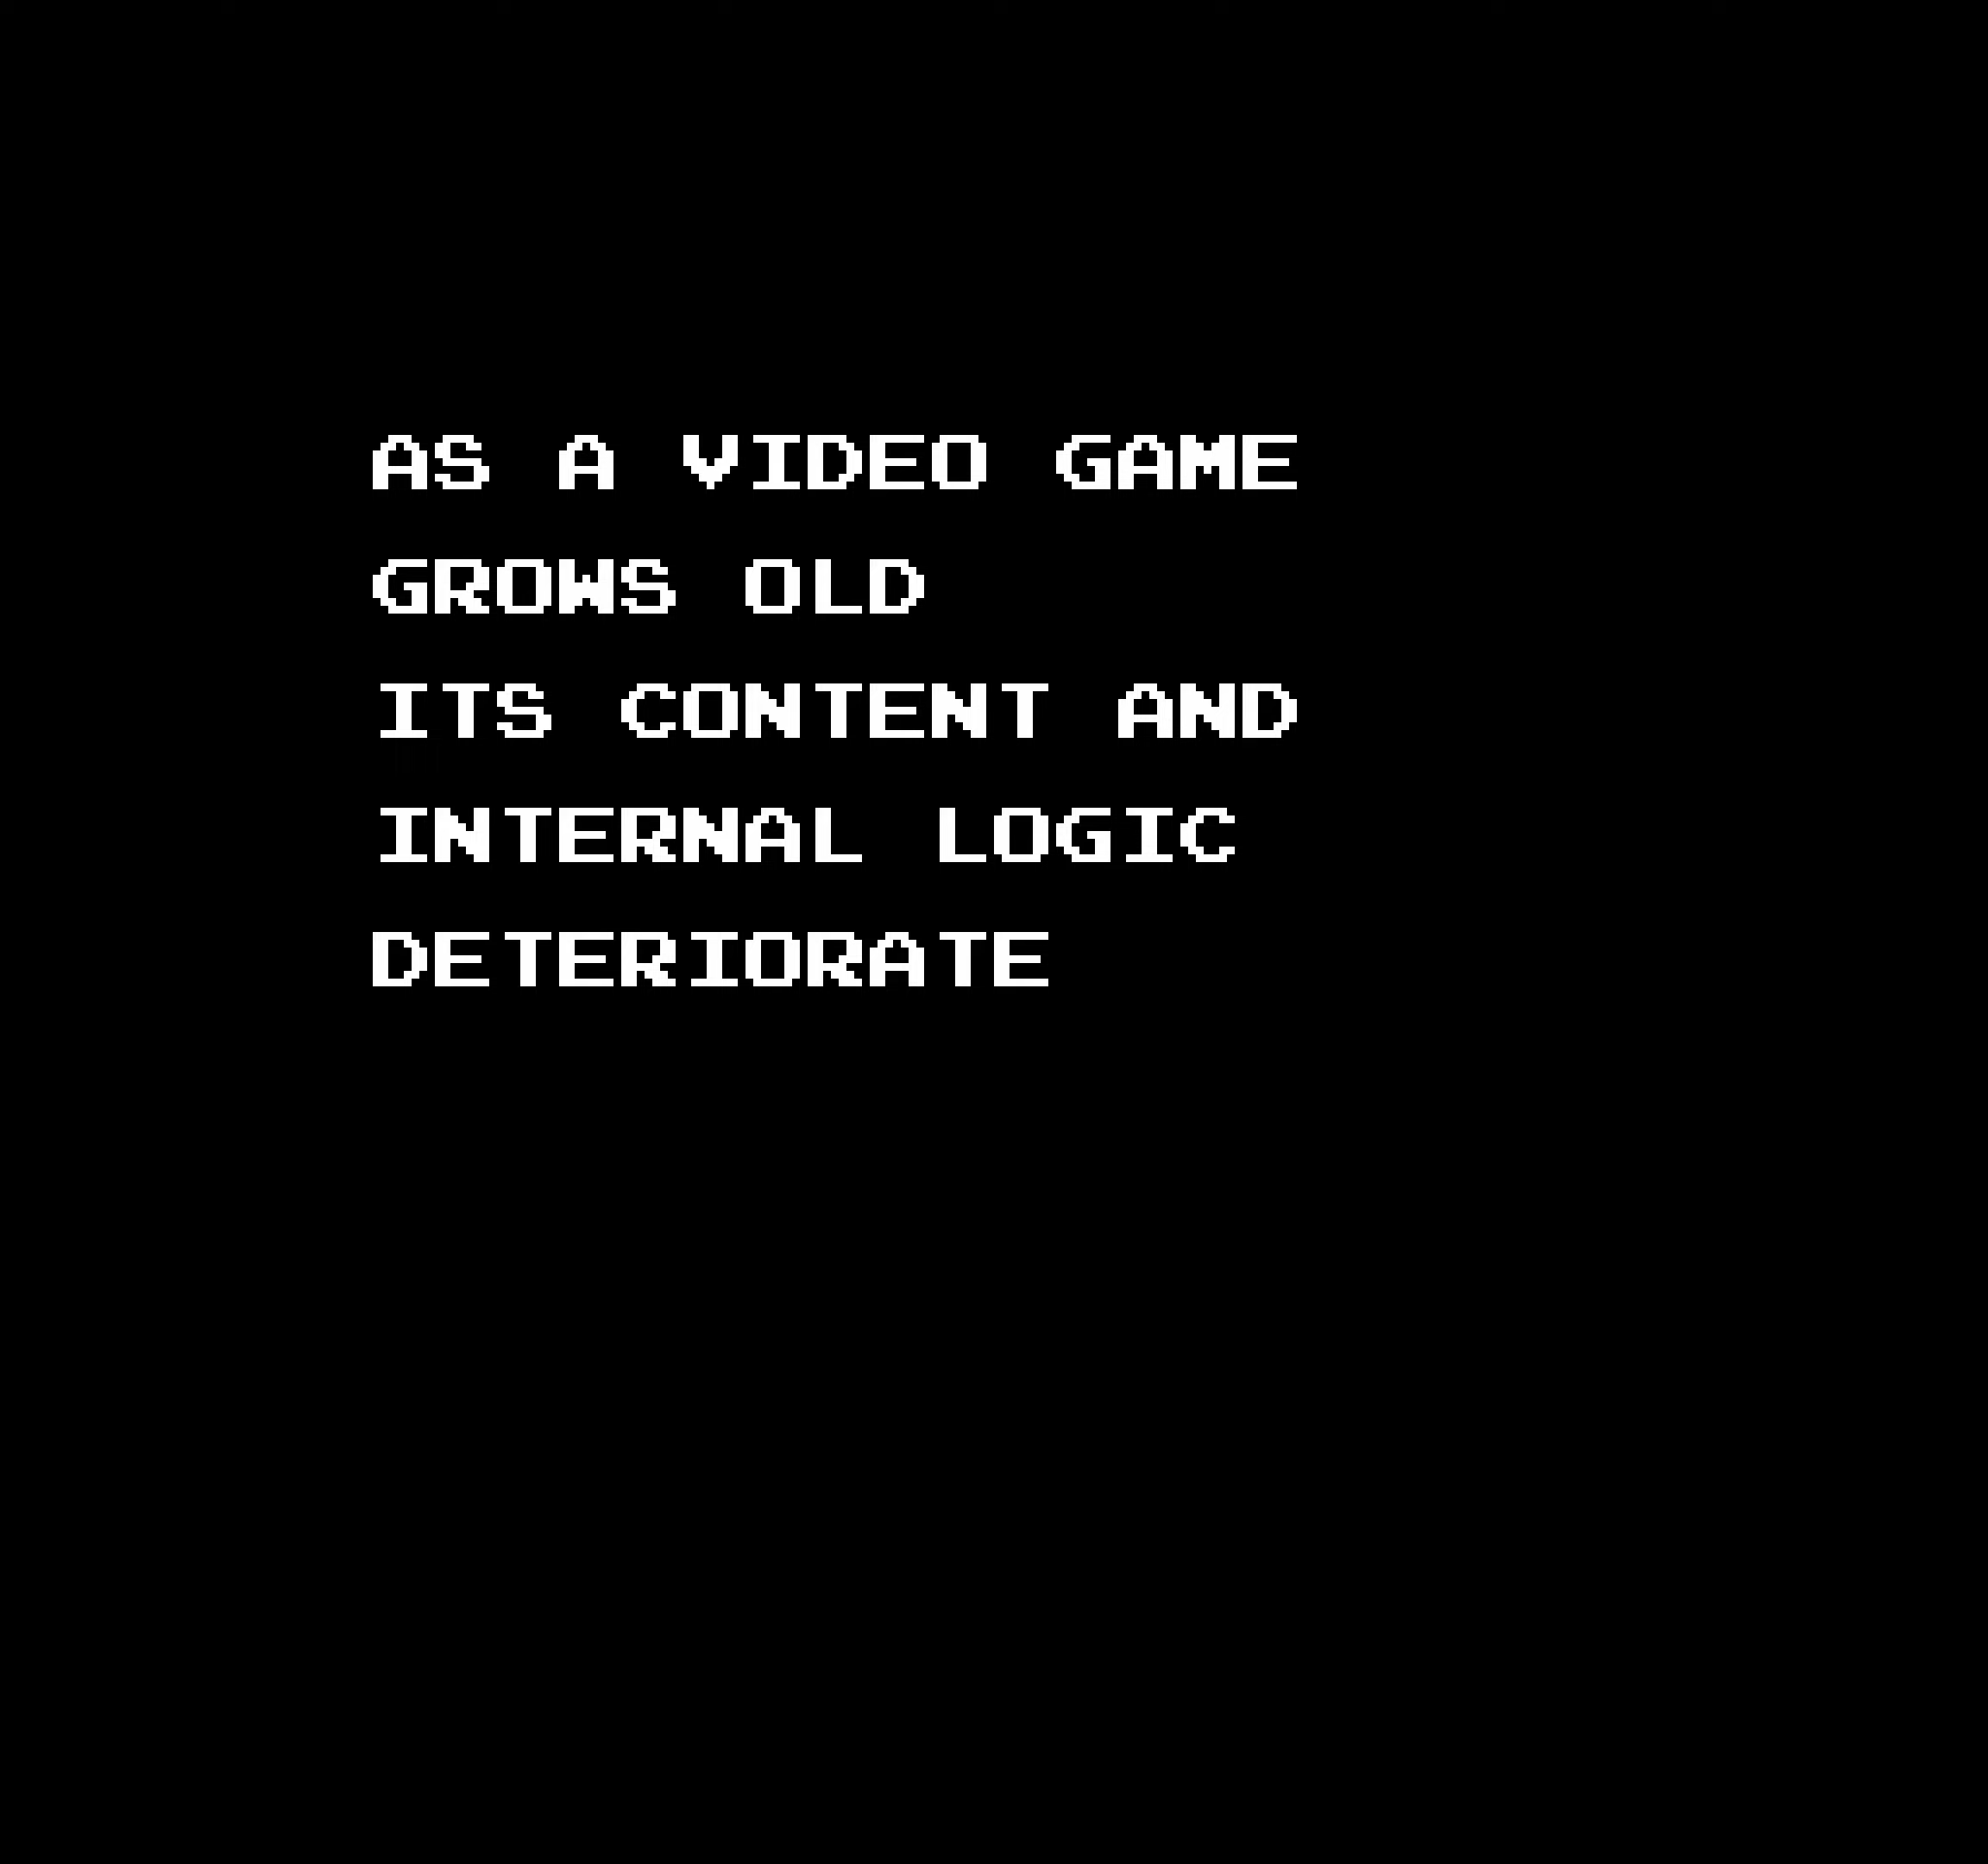 AS A VIDEO GAME
GROWS OLD
ITS CONTENT AND
INTERNAL LOGIC
DETERIORATE